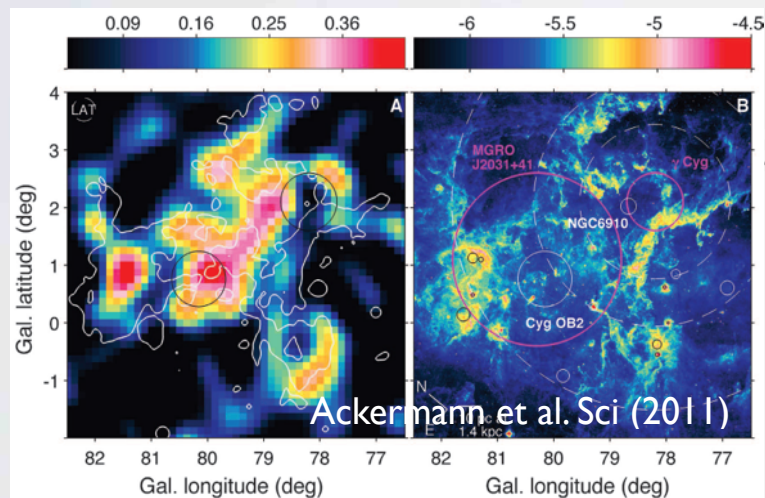 0.09 0.25 0.36
-6 -5.5 -5 -4.5
4
3
2
1
0
-1
Gal. latitude (deg)
LAT
A
B
MGRO
J2031+41
γ Cyg
NGC6910
Cyg OB2
N
E
1.4 kpc
Ackermann et al. Sci (2011)
82 81 80 79 78 77
82 81 80 79 78 77
Gal. longitude (deg)
Gal. longitude (deg)